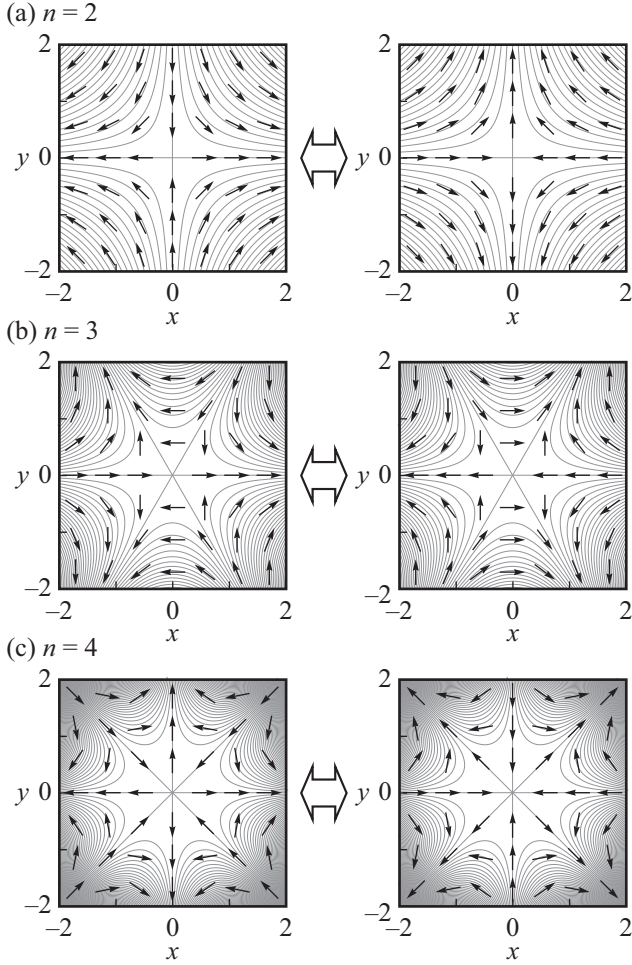 (a) n = 2
2 2
y 0 y 0
–2 –2
–2 0 2 –2 0 2
x x
(b) n = 3
2 2
y 0 y 0
–2 –2
–2 0 2 –2 0 2
x x
(c) n = 4
2 2
y 0 y 0
–2 –2
–2 0 2 –2 0 2
x x